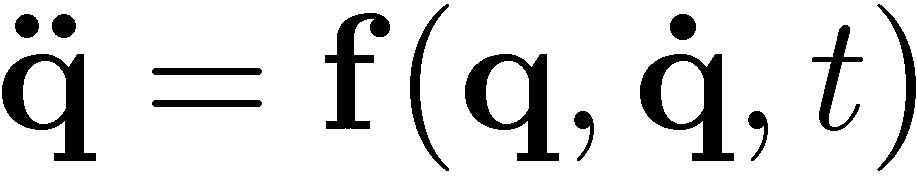 q̈ = f(q, q̇, t)